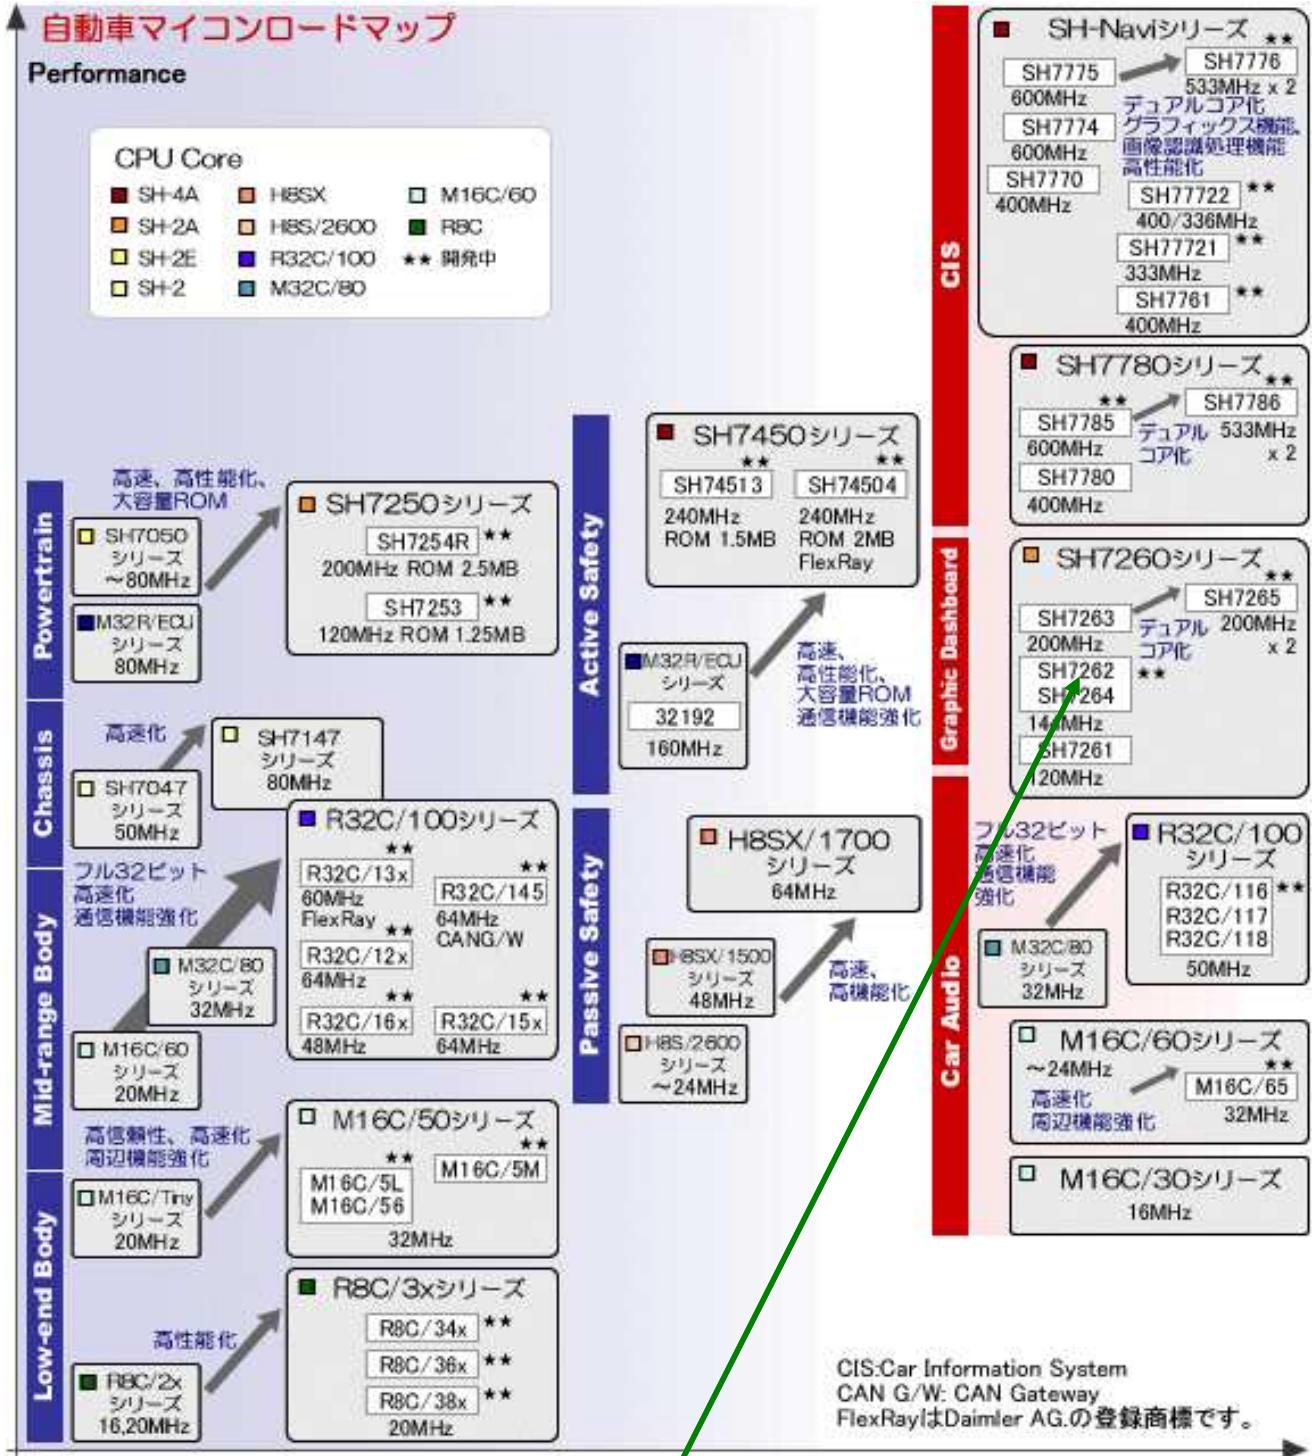 自動車マイコンロードマップ
Performance
CPU Core
SH-4A
H8SX
M16C/60
SH-2A
H8S/2600
R8C
SH-2E
R32C/100
★★ 開発中
SH-2
M32C/80
Powertrain
高速、高性能化、
大容量ROM
SH7050
シリーズ
～80MHz
M32R/ECU
シリーズ
80MHz
SH7250シリーズ
SH7254R ★★
200MHz ROM 2.5MB
SH7253 ★★
120MHz ROM 1.25MB
Chassis
高速化
SH7047
シリーズ
50MHz
SH7147
シリーズ
80MHz
Mid-range Body
フル32ビット
高速化
通信機能強化
M32C/80
シリーズ
32MHz
M16C/60
シリーズ
20MHz
R32C/100シリーズ
★★
R32C/13x
60MHz
FlexRay
★★
R32C/145
64MHz
CANG/W
★★
R32C/12x
64MHz
★★
R32C/16x
48MHz
★★
R32C/15x
64MHz
Low-end Body
高信頼性、高速化
周辺機能強化
M16C/Tiny
シリーズ
20MHz
M16C/50シリーズ
★★
M16C/5L
M16C/56
★★
M16C/5M
32MHz
高性能化
R8C/2x
シリーズ
16,20MHz
R8C/3xシリーズ
R8C/34x ★★
R8C/36x ★★
R8C/38x ★★
20MHz
Active Safety
SH7450シリーズ
★★
SH74513
240MHz
ROM 1.5MB
★★
SH74504
240MHz
ROM 2MB
FlexRay
M32R/ECU
シリーズ
32192
160MHz
高速、
高性能化、
大容量ROM
通信機能強化
Passive Safety
H8SX/1700
シリーズ
64MHz
H8SX/1500
シリーズ
48MHz
高速、
高機能化
H8S/2600
シリーズ
～24MHz
CIS
SH-Naviシリーズ
★★
SH7775
600MHz
SH7776
533MHz x 2
デュアルコア化
グラフィックス機能、
画像認識処理機能
高性能化
SH7774
600MHz
SH7770
400MHz
SH77722 ★★
400/336MHz
SH77721 ★★
333MHz
SH7761 ★★
400MHz
SH7780シリーズ
★★
SH7785
600MHz
★★
SH7786
533MHz
x 2
デュアル
コア化
SH7780
400MHz
Graphic Dashboard
SH7260シリーズ
★★
SH7263
200MHz
SH7265
200MHz
x 2
デュアル
コア化
SH7262
SH7264
★★
144MHz
SH7261
120MHz
Car Audio
フル32ビット
高速化
通信機能
強化
M32C/80
シリーズ
32MHz
R32C/100
シリーズ
R32C/116 ★★
R32C/117
R32C/118
50MHz
M16C/60シリーズ
～24MHz
★★
M16C/65
32MHz
高速化
周辺機能強化
M16C/30シリーズ
16MHz
CIS:Car Information System
CAN G/W: CAN Gateway
FlexRayはDaimler AG.の登録商標です。